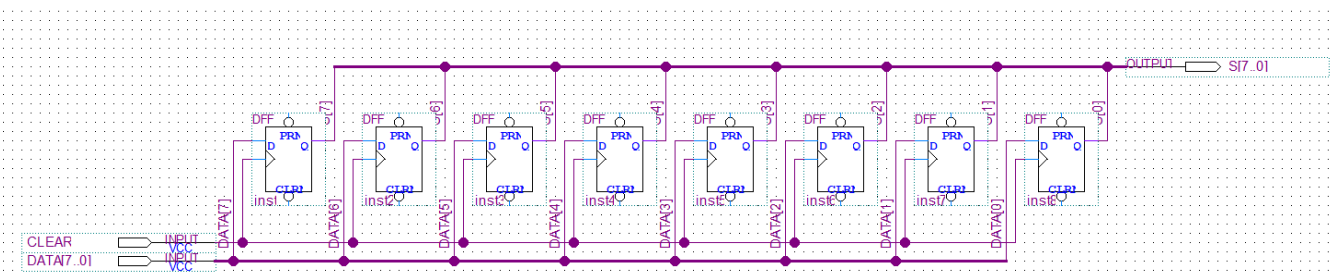 OUTPUT S[7..0]
S[7] S[6] S[5] S[4] S[3] S[2] S[1] S[0]
DFF DFF DFF DFF DFF DFF DFF DFF
PRN PRN PRN PRN PRN PRN PRN PRN
D Q D Q D Q D Q D Q D Q D Q D Q
CLRN CLRN CLRN CLRN CLRN CLRN CLRN CLRN
inst1 inst2 inst3 inst4 inst5 inst6 inst7 inst8
DATA[7] DATA[6] DATA[5] DATA[4] DATA[3] DATA[2] DATA[1] DATA[0]
CLEAR INPUT
VCC
DATA[7..0] INPUT
VCC